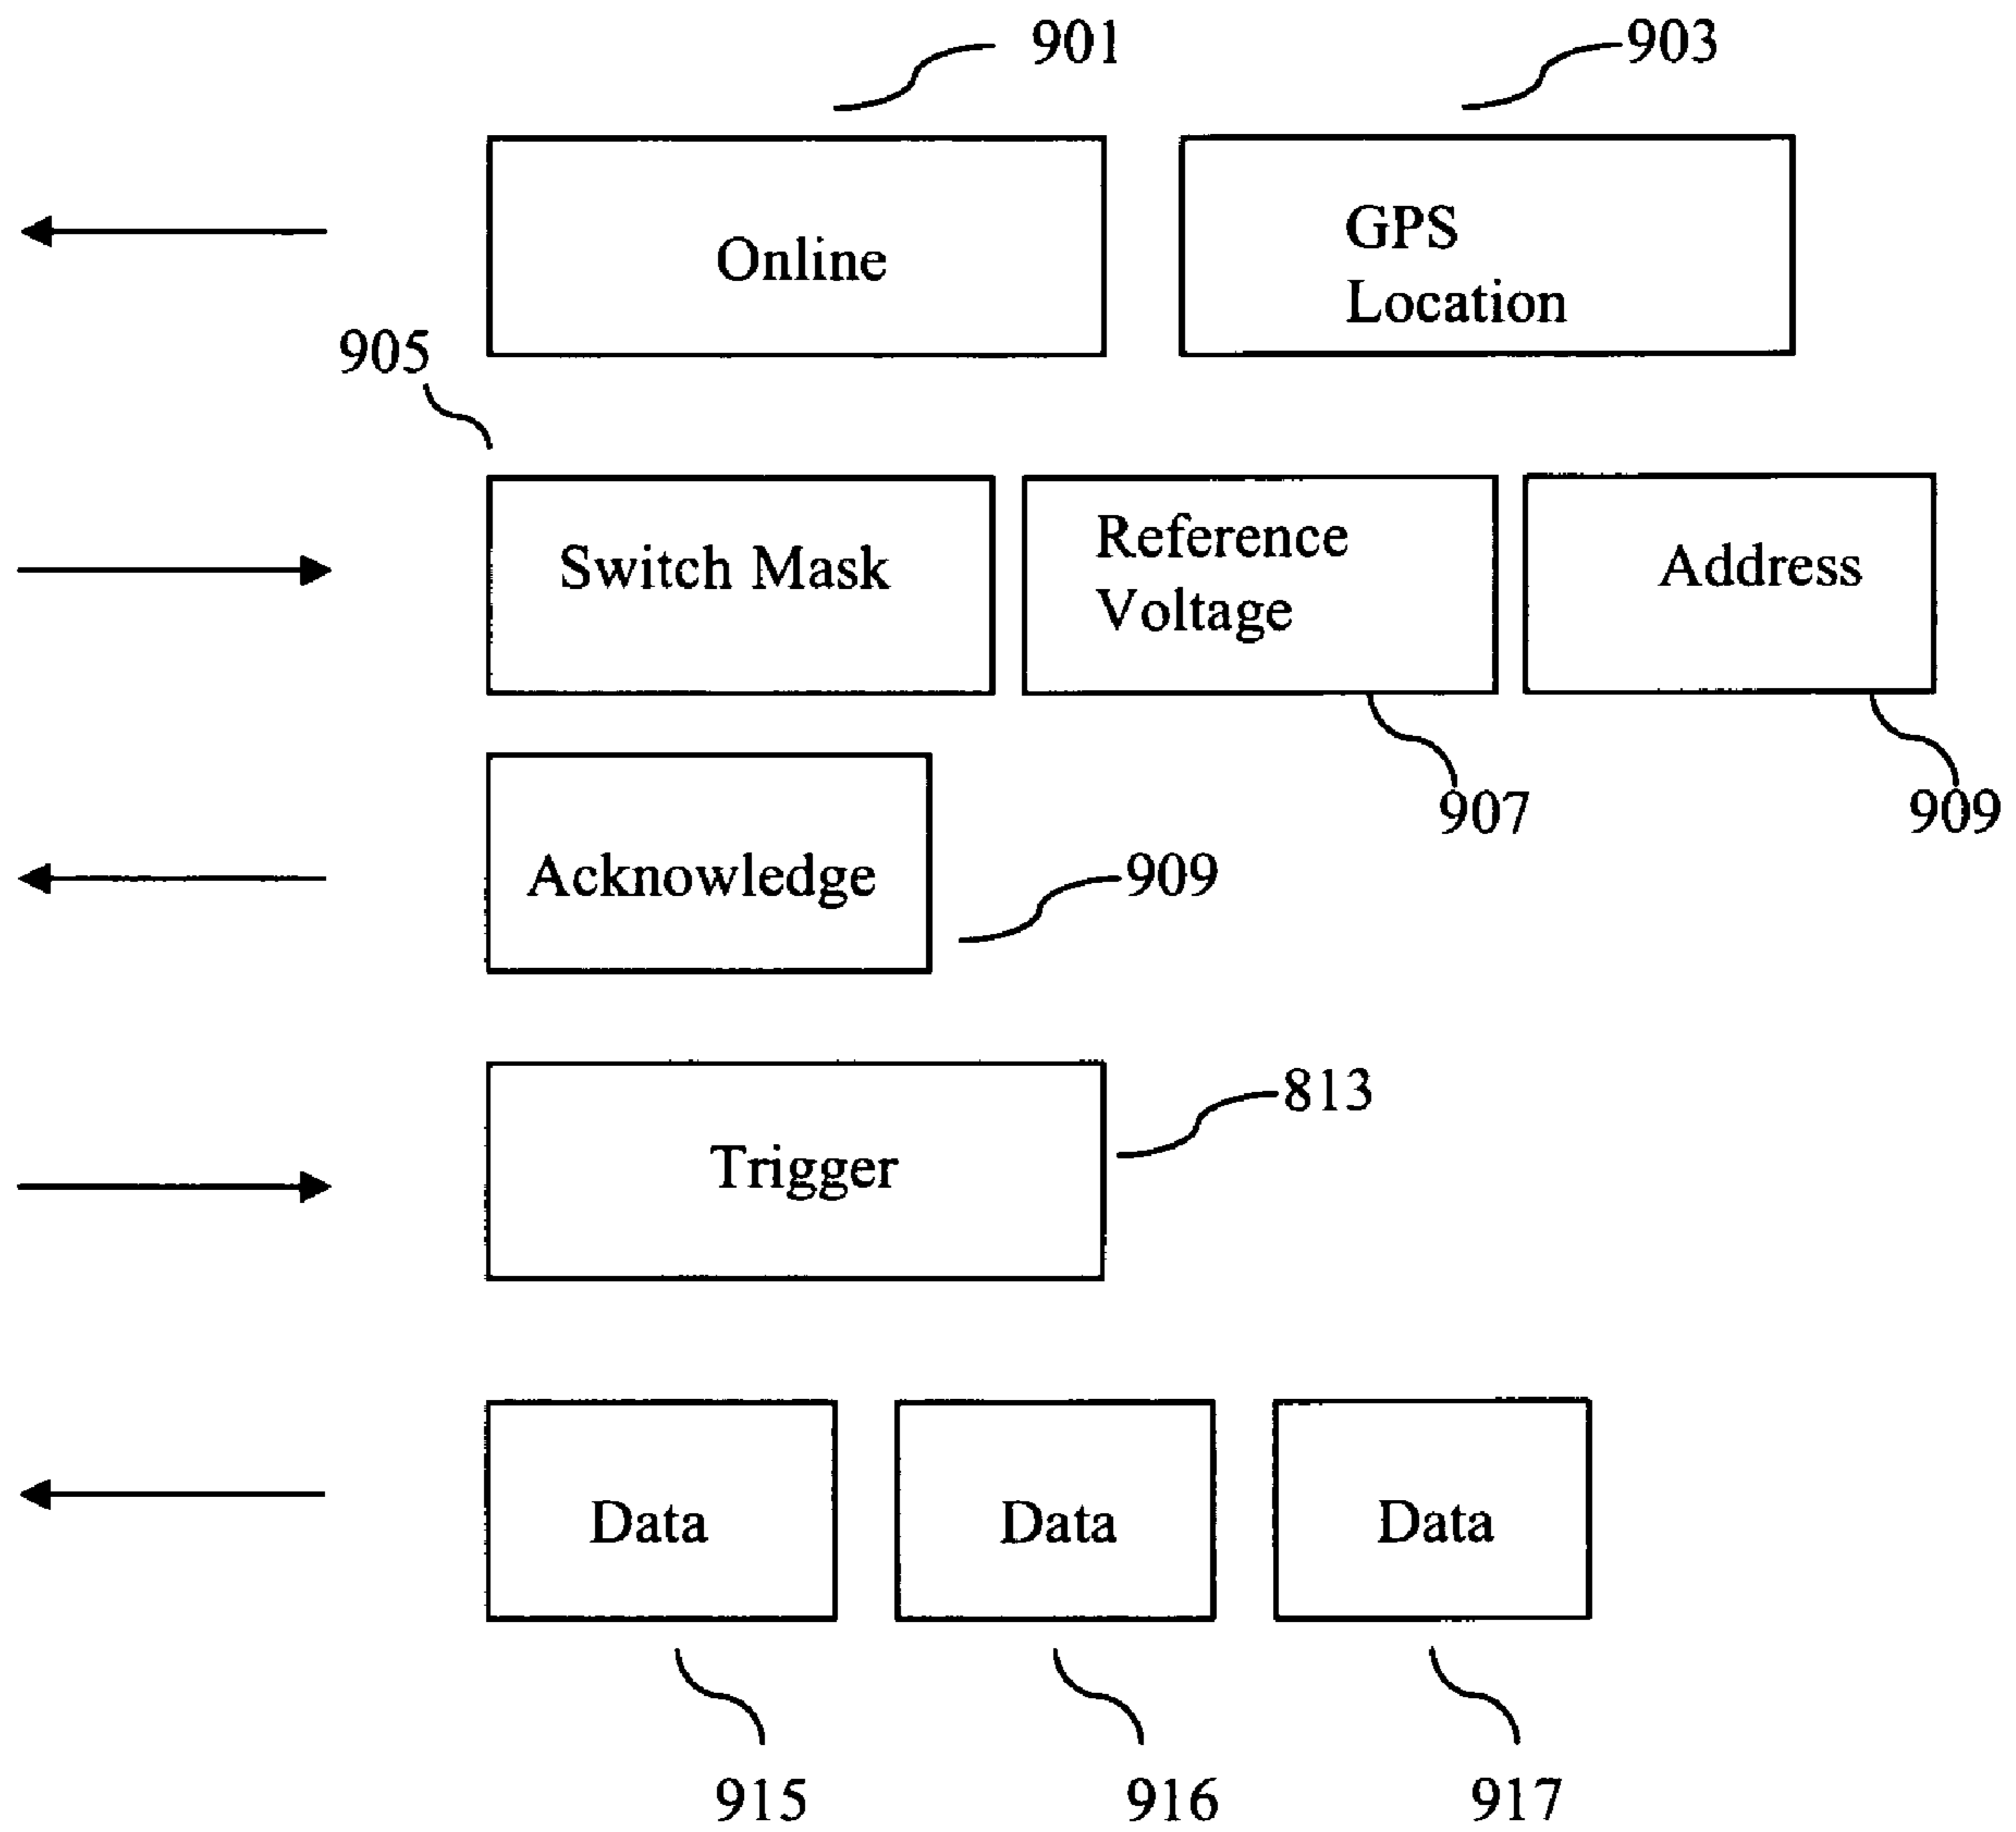 901
903
Online
GPS
Location
905
Switch Mask
Reference
Voltage
Address
907
909
Acknowledge
909
Trigger
813
Data
Data
Data
915
916
917